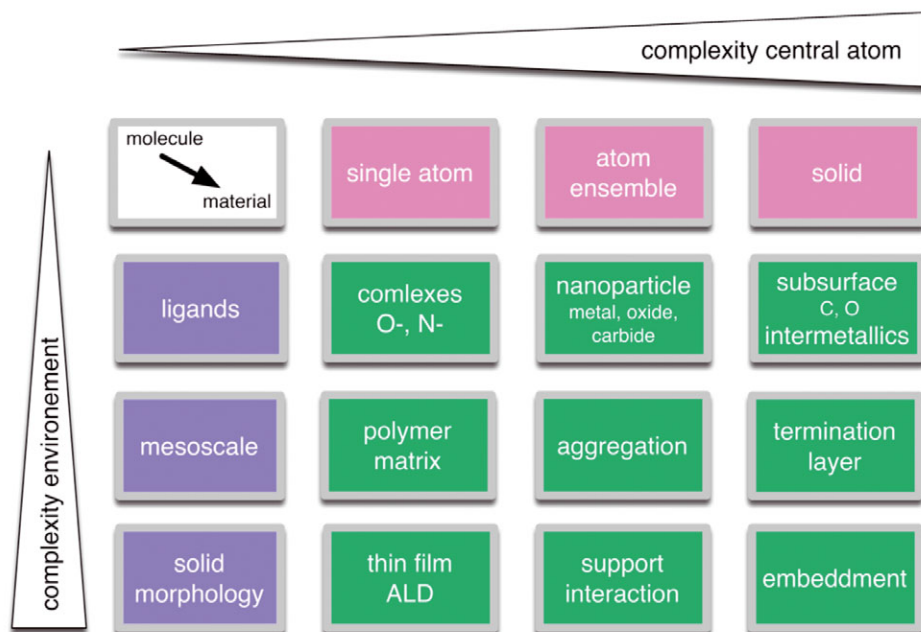 complexity central atom
molecule
material
single atom
atom
ensemble
solid
ligands
comlexes
O-, N-
nanoparticle
metal, oxide,
carbide
subsurface
C, O
intermetallics
mesoscale
polymer
matrix
aggregation
termination
layer
solid
morphology
thin film
ALD
support
interaction
embeddment
complexity environement